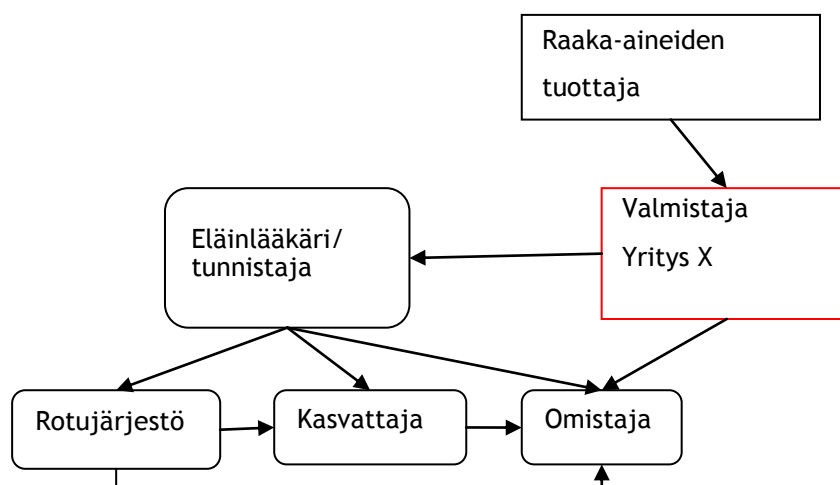 Raaka-aineiden
tuottaja
Valmistaja
Yritys X
Eläinlääkäri/
tunnistaja
Rotujärjestö
Kasvattaja
Omistaja